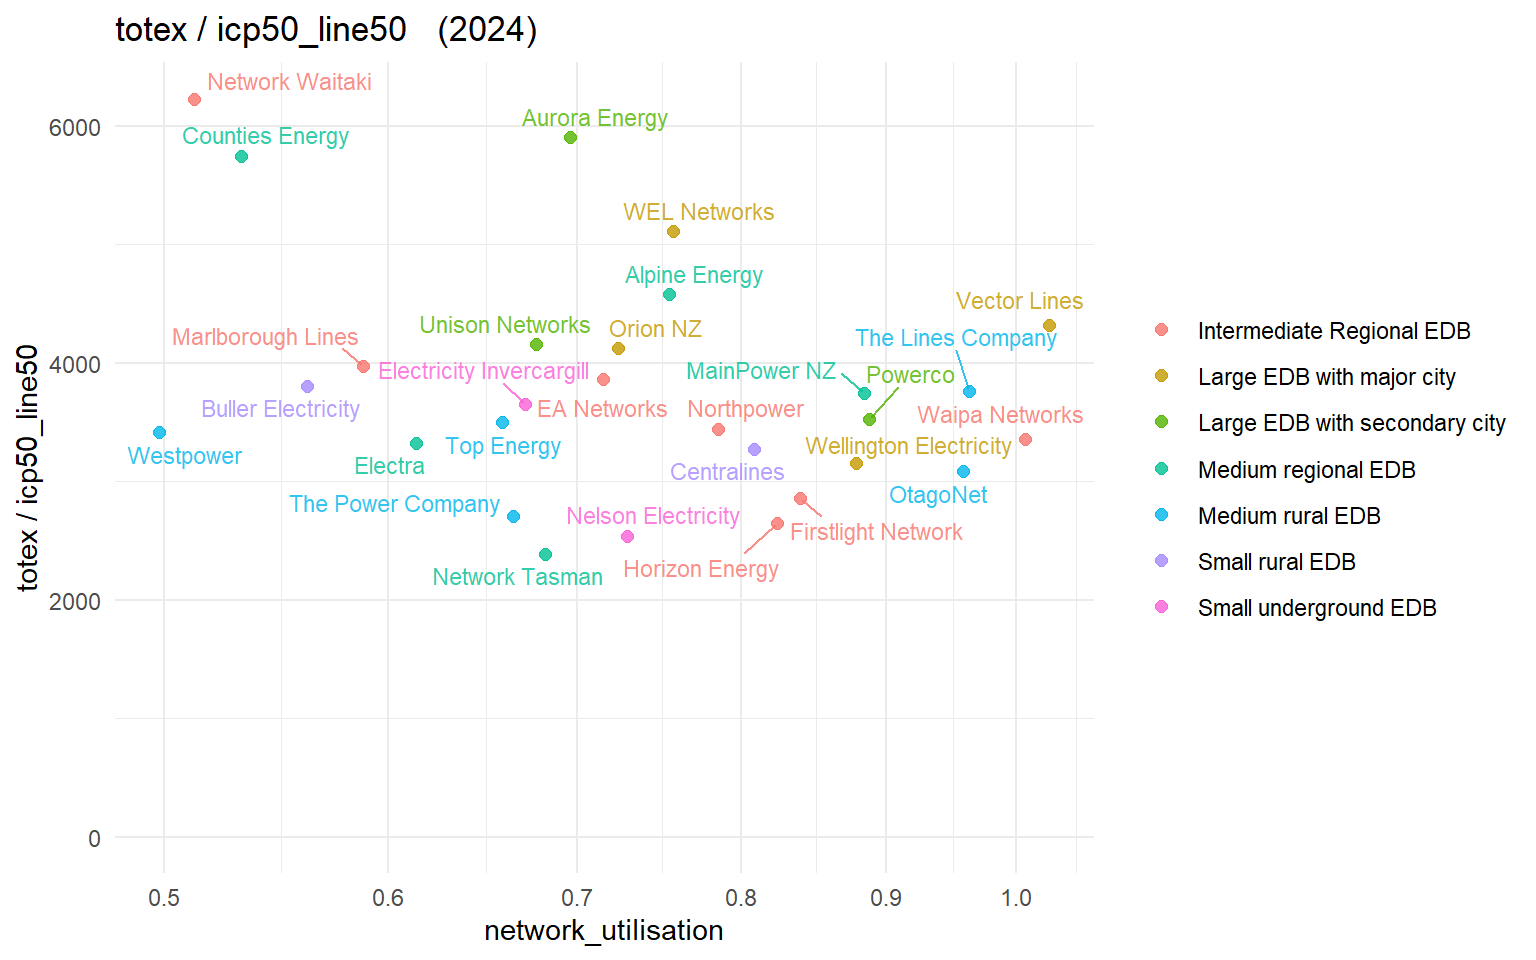 totex / icp50_line50   (2024)
Network Waitaki
Aurora Energy
6000
Counties Energy
WEL Networks
Alpine Energy
Vector Lines
Unison Networks
Orion NZ
Marlborough Lines
The Lines Company
4000
Electricity Invercargill
MainPower NZ
Powerco
Buller Electricity
EA Networks
Northpower
Waipa Networks
Westpower
Electra
Top Energy
Wellington Electricity
Centralines
OtagoNet
The Power Company
Nelson Electricity
Firstlight Network
Horizon Energy
Network Tasman
2000
0
totex / icp50_line50
0.5
0.6
0.7
0.8
0.9
1.0
network_utilisation
Intermediate Regional EDB
Large EDB with major city
Large EDB with secondary city
Medium regional EDB
Medium rural EDB
Small rural EDB
Small underground EDB